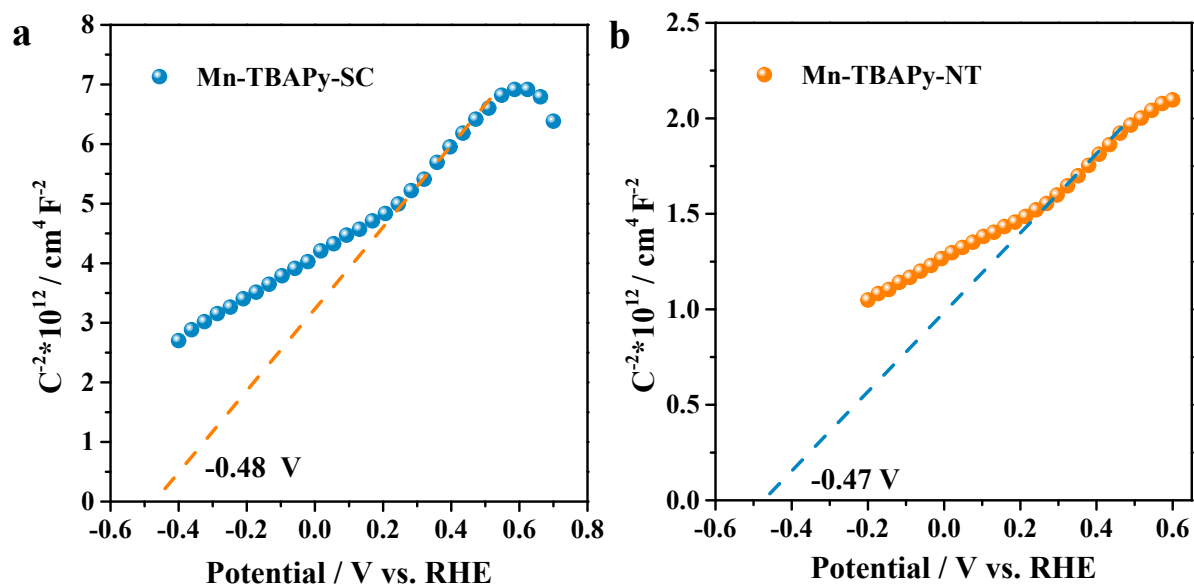 a
Mn-TBAPy-SC
C⁻²*10¹² / cm⁴ F⁻²
8
7
6
5
4
3
2
1
0
-0.48 V
-0.6 -0.4 -0.2 0.0 0.2 0.4 0.6 0.8
Potential / V vs. RHE
b
Mn-TBAPy-NT
C⁻²*10¹² / cm⁴ F⁻²
2.5
2.0
1.5
1.0
0.5
0.0
-0.47 V
-0.6 -0.4 -0.2 0.0 0.2 0.4 0.6
Potential / V vs. RHE